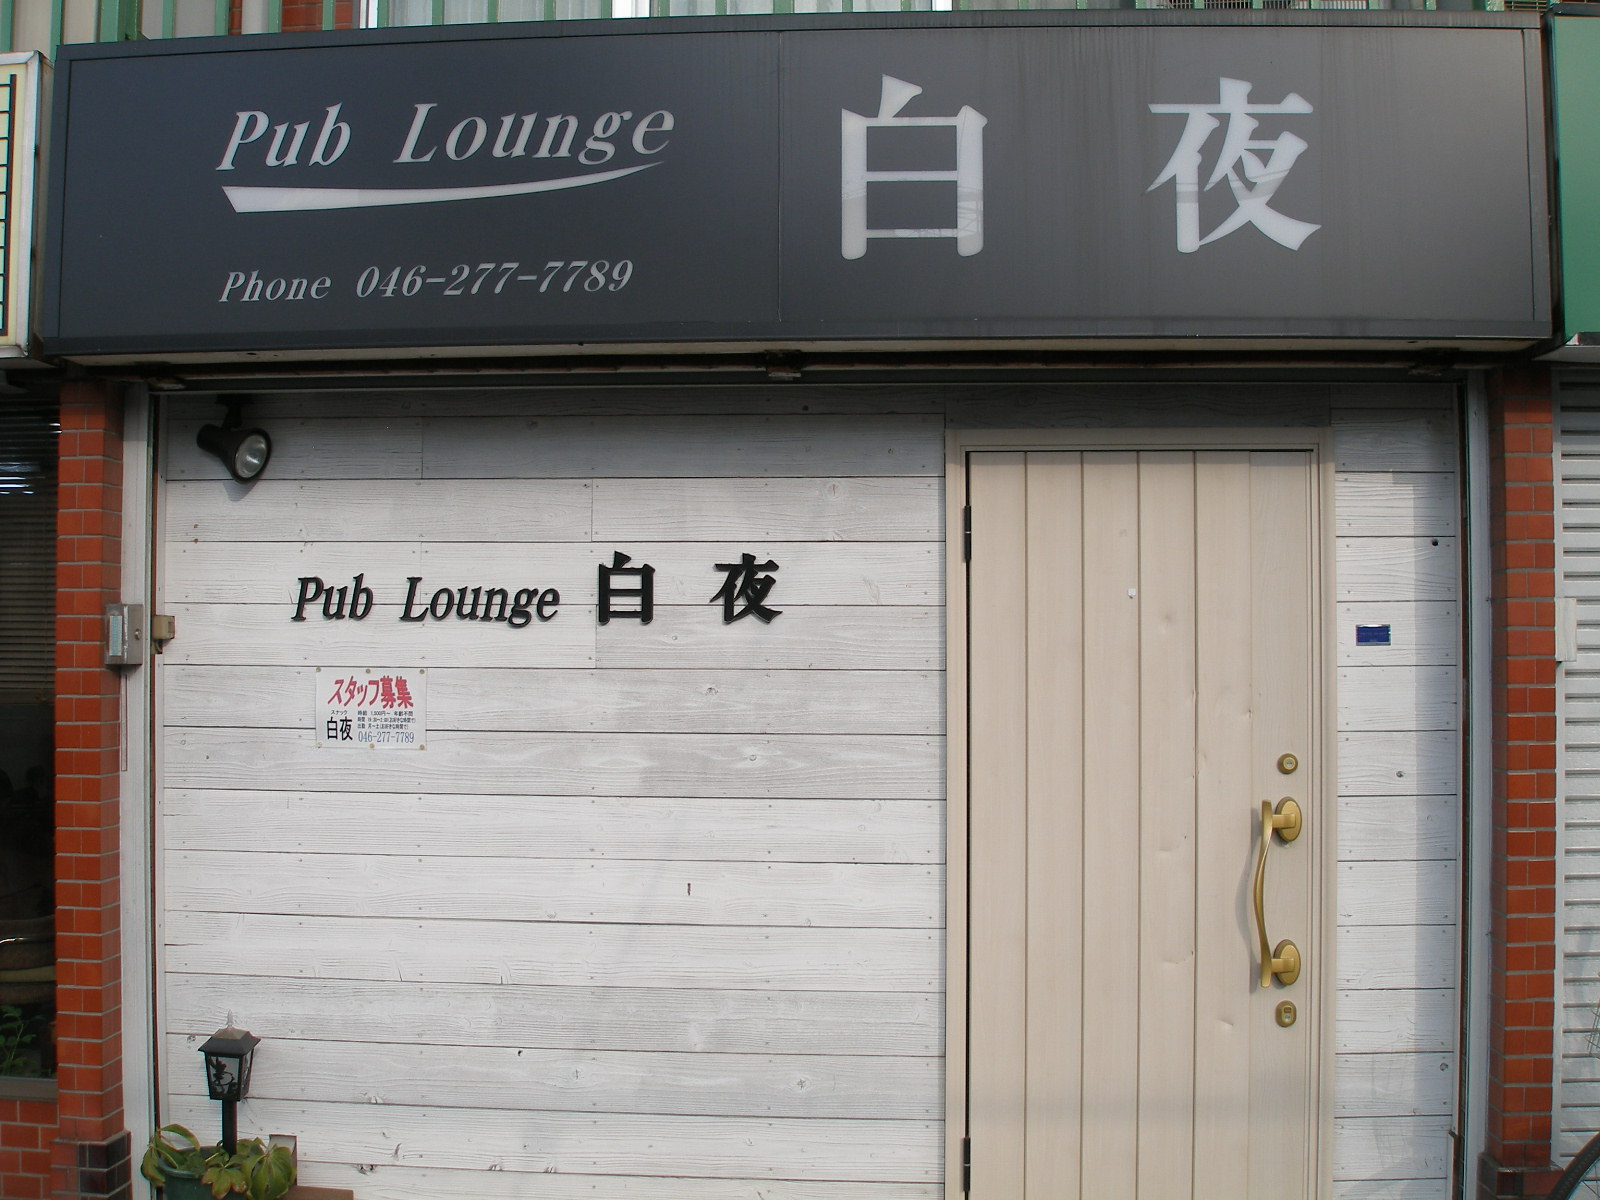 Pub Lounge 白夜
Phone 046-277-7789
Pub Lounge 白夜
スタッフ募集
スナック
白夜
046-277-7789